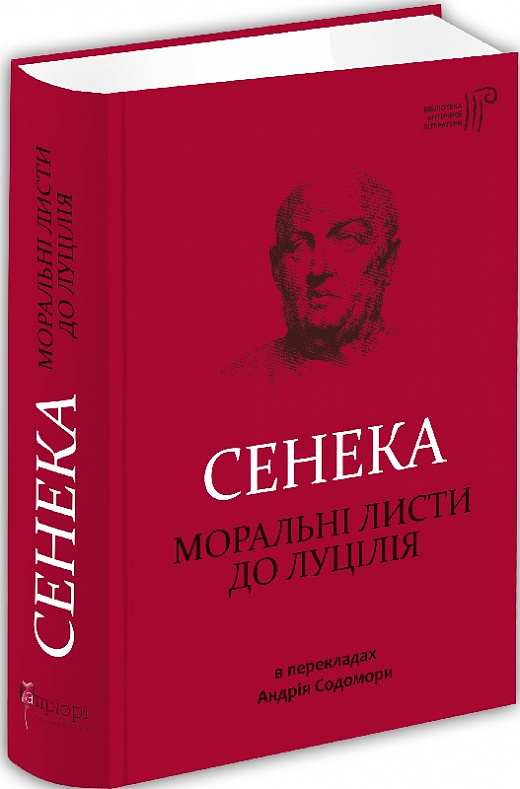 БІБЛІОТЕКА
АНТИЧНОЇ
ЛІТЕРАТУРИ
СЕНЕКА
МОРАЛЬНІ ЛИСТИ
ДО ЛУЦІЛІЯ
в перекладах
Андрія Содомори
СЕНЕКА
МОРАЛЬНІ ЛИСТИ
ДО ЛУЦІЛІЯ
апріорі